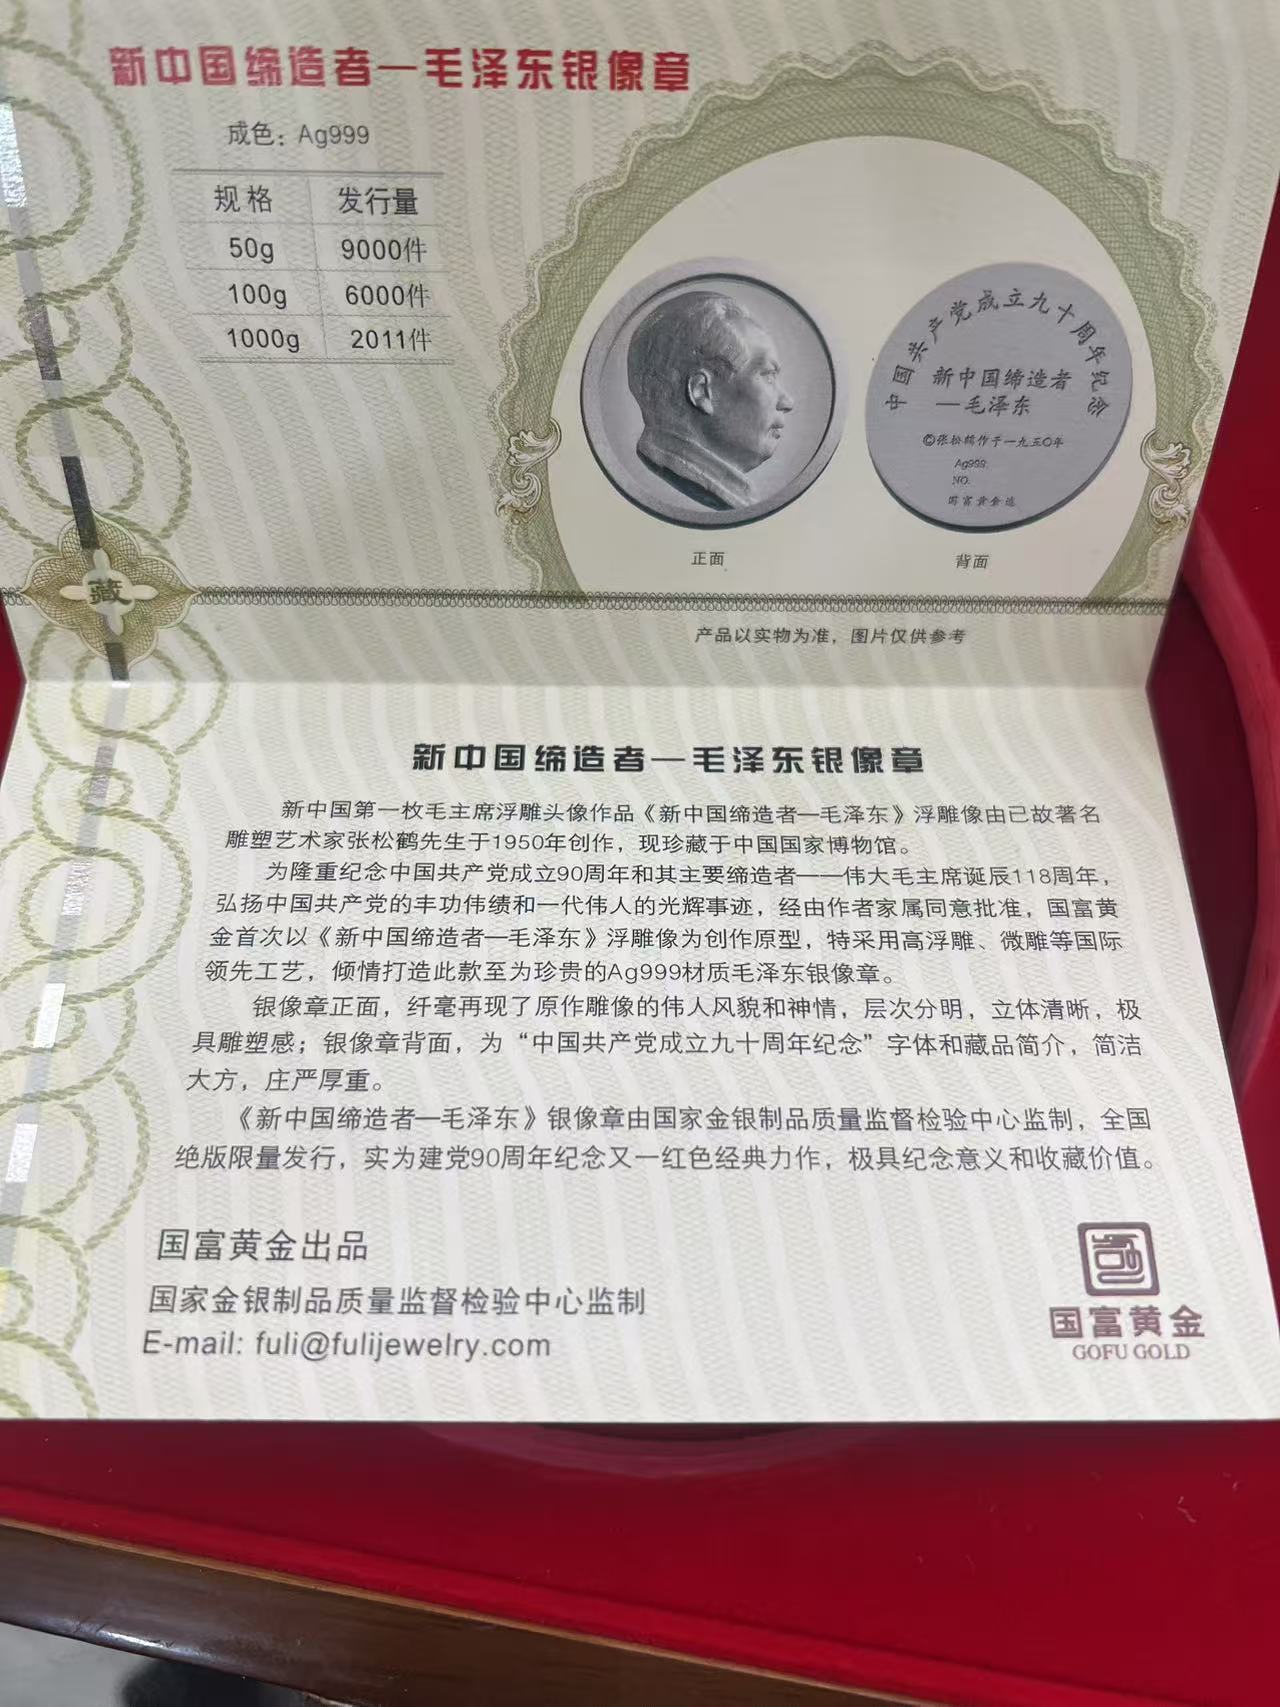 新中国缔造者—毛泽东银像章
成色：Ag999
规格 发行量
50g 9000件
100g 6000件
1000g 2011件
中国共产党成立九十周年纪念
新中国缔造者
—毛泽东
©张松鹤作于一九五〇年
Ag999
NO.
国富黄金造
正面 背面
藏
产品以实物为准，图片仅供参考
新中国缔造者—毛泽东银像章
新中国第一枚毛主席浮雕头像作品《新中国缔造者—毛泽东》浮雕像由已故著名
雕塑艺术家张松鹤先生于1950年创作，现珍藏于中国国家博物馆。
为隆重纪念中国共产党成立90周年和其主要缔造者——伟大毛主席诞辰118周年，
弘扬中国共产党的丰功伟绩和一代伟人的光辉事迹，经由作者家属同意批准，国富黄
金首次以《新中国缔造者—毛泽东》浮雕像为创作原型，特采用高浮雕、微雕等国际
领先工艺，倾情打造此款至为珍贵的Ag999材质毛泽东银像章。
银像章正面，纤毫再现了原作雕像的伟人风貌和神情，层次分明，立体清晰，极
具雕塑感；银像章背面，为“中国共产党成立九十周年纪念”字体和藏品简介，简洁
大方，庄严厚重。
《新中国缔造者—毛泽东》银像章由国家金银制品质量监督检验中心监制，全国
绝版限量发行，实为建党90周年纪念又一红色经典力作，极具纪念意义和收藏价值。
国富黄金出品
国家金银制品质量监督检验中心监制
E-mail: fuli@fulijewelry.com
国富黄金
GOFU GOLD